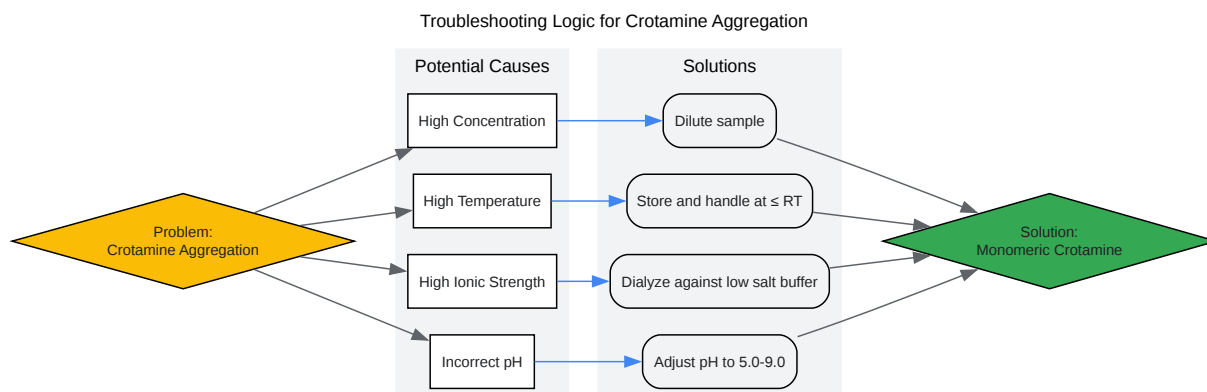 Troubleshooting Logic for Crotamine Aggregation
Potential Causes
Solutions
High Concentration
Dilute sample
High Temperature
Store and handle at ≤ RT
Problem:
Crotamine Aggregation
Solution:
Monomeric Crotamine
High Ionic Strength
Dialyze against low salt buffer
Incorrect pH
Adjust pH to 5.0-9.0